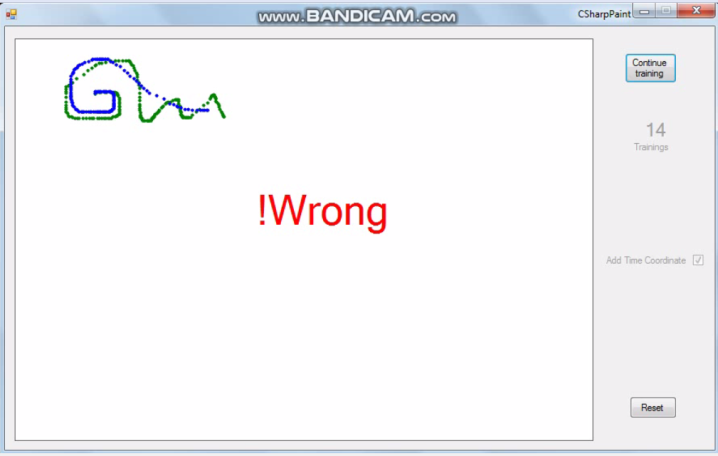 www.BANDICAM.com
CSharpPaint
Continue
training
14
Trainings
!Wrong
Add Time Coordinate
Reset